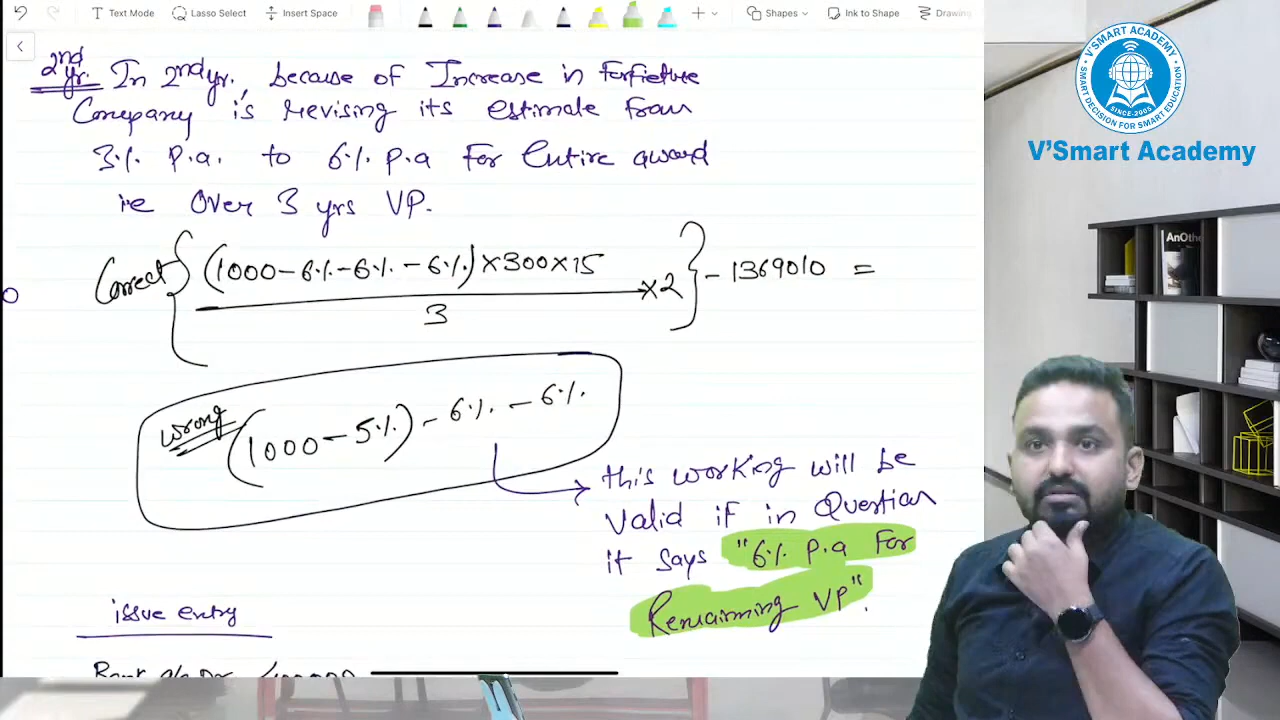 Text Mode
Lasso Select
Insert Space
Shapes
Ink to Shape
Drawing
2nd yr. In 2nd yr, because of Increase in Forfieture
Company is revising its estimate from
3% p.a. to 6% p.a For Entire award
ie Over 3 yrs VP.
Correct { (1000-6%-6%-6%)×300×15
3
×2 } - 1369010 =
Wrong (1000-5%)-6%-6%
this working will be
valid if in Question
it says "6% p.a For
Remaining VP".
issue entry
V'SMART ACADEMY
SMART DECISION FOR SMART EDUCATION
SINCE-2005
V'Smart Academy
AnOthe